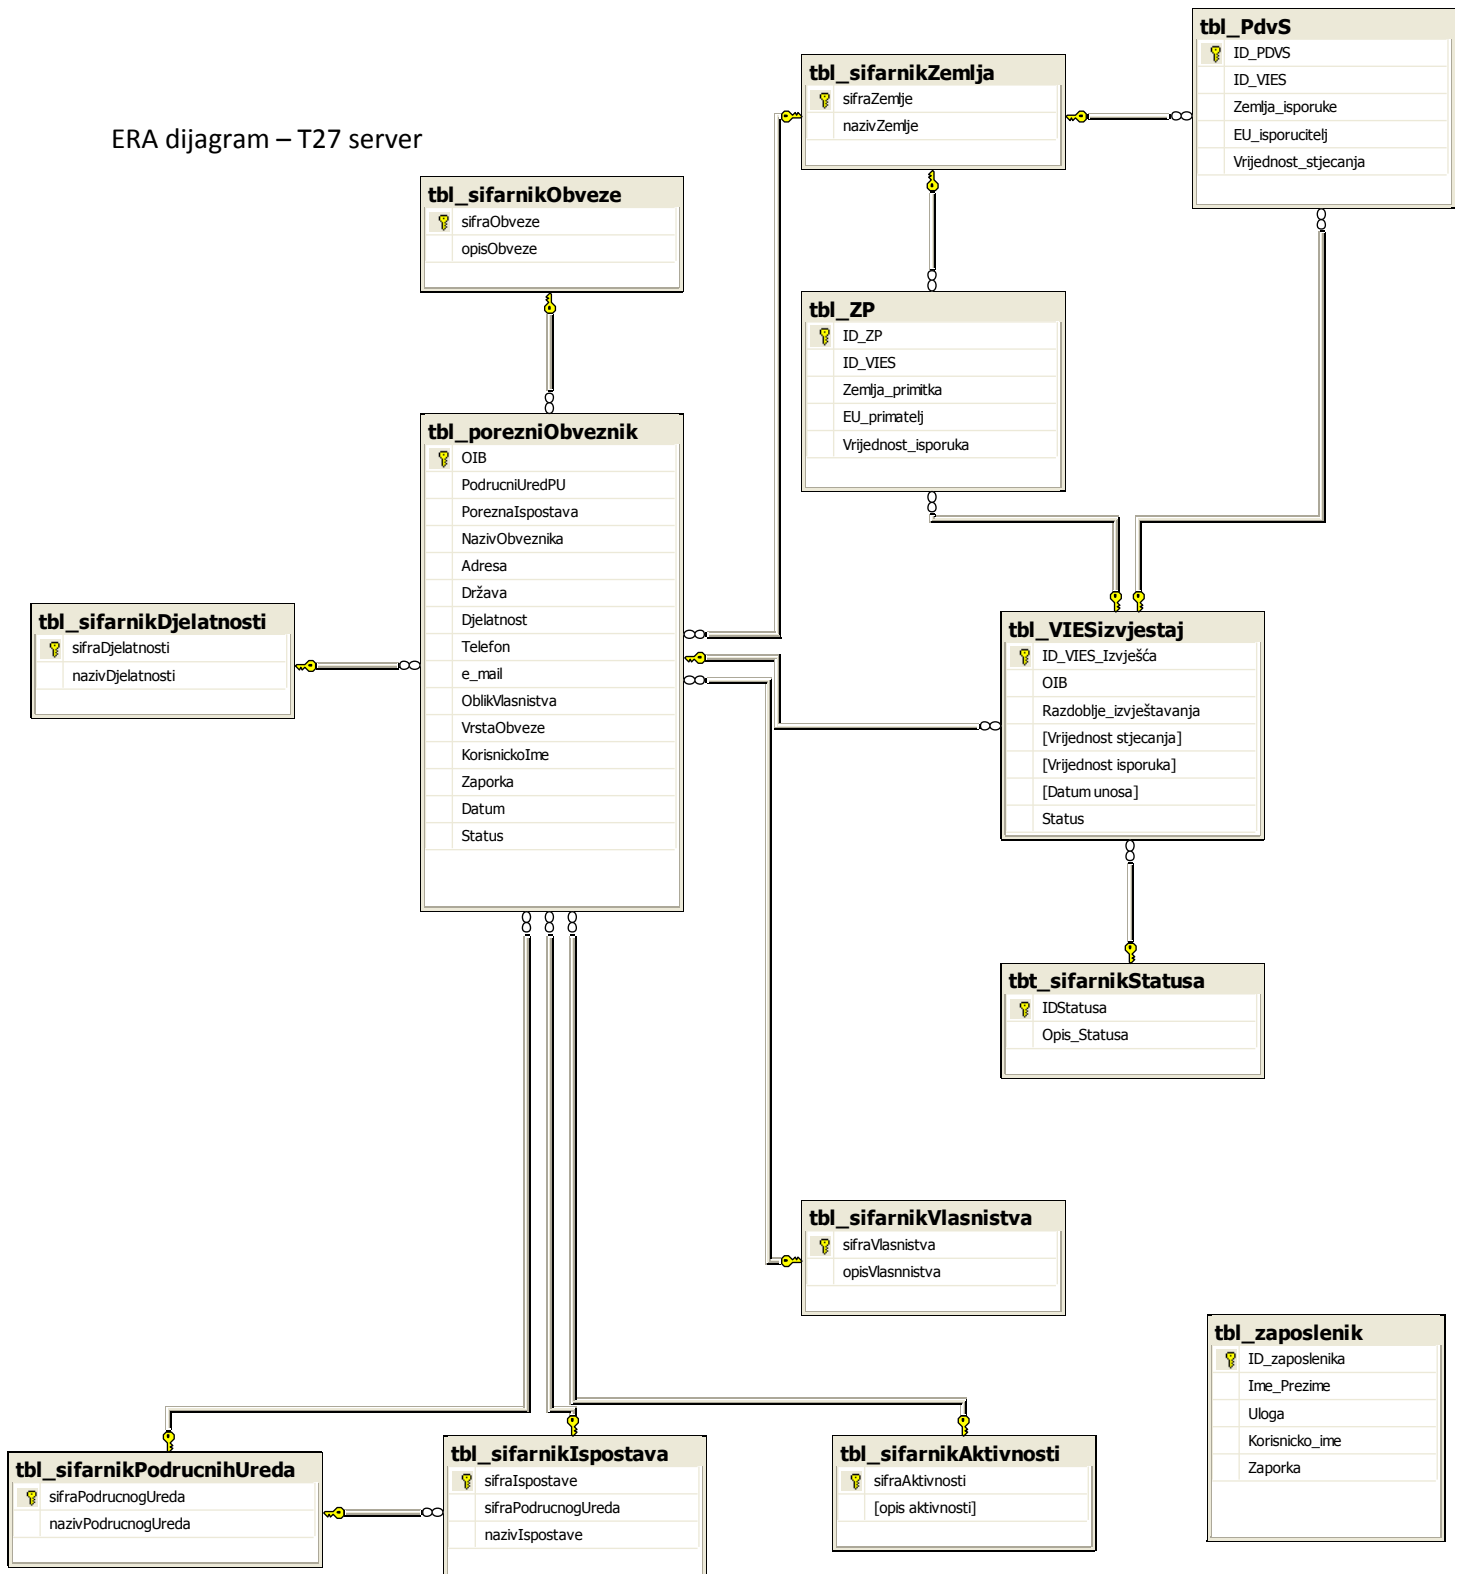 ERA dijagram – T27 server
tbl_PdvS
ID_PDVS
ID_VIES
Zemlja_isporuke
EU_isporucitelj
Vrijednost_stjecanja
tbl_sifarnikZemlja
sifraZemlje
nazivZemlje
tbl_sifarnikObveze
sifraObveze
opisObveze
tbl_ZP
ID_ZP
ID_VIES
Zemlja_primitka
EU_primatelj
Vrijednost_isporuka
tbl_porezniObveznik
OIB
PodrucniUredPU
PoreznaIspostava
NazivObveznika
Adresa
Država
Djelatnost
Telefon
e_mail
OblikVlasnistva
VrstaObveze
KorisnickoIme
Zaporka
Datum
Status
tbl_sifarnikDjelatnosti
sifraDjelatnosti
nazivDjelatnosti
tbl_VIESizvjestaj
ID_VIES_Izvješća
OIB
Razdoblje_izvještavanja
[Vrijednost stjecanja]
[Vrijednost isporuka]
[Datum unosa]
Status
tbt_sifarnikStatusa
IDStatusa
Opis_Statusa
tbl_sifarnikVlasnistva
sifraVlasnistva
opisVlasnnistva
tbl_zaposlenik
ID_zaposlenika
Ime_Prezime
Uloga
Korisnicko_ime
Zaporka
tbl_sifarnikPodrucnihUreda
sifraPodrucnogUreda
nazivPodrucnogUreda
tbl_sifarnikIspostava
sifraIspostave
sifraPodrucnogUreda
nazivIspostave
tbl_sifarnikAktivnosti
sifraAktivnosti
[opis aktivnosti]